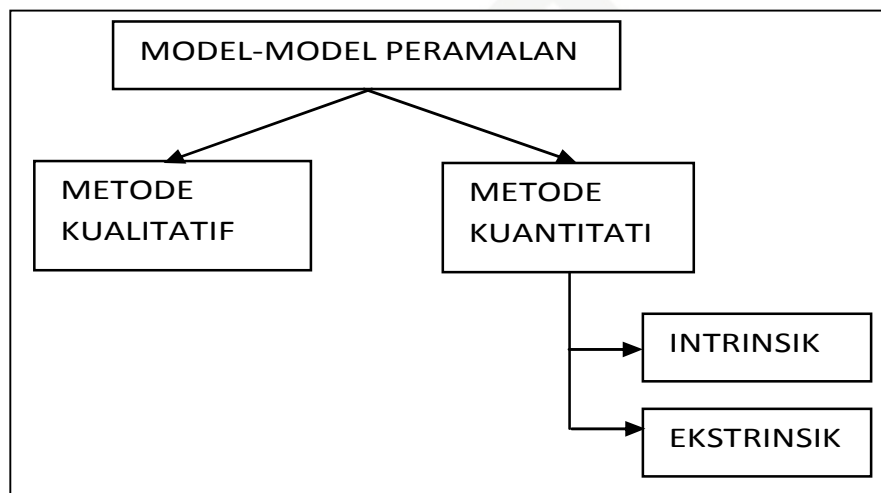 MODEL-MODEL PERAMALAN
METODE
KUALITATIF
METODE
KUANTITATI
INTRINSIK
EKSTRINSIK